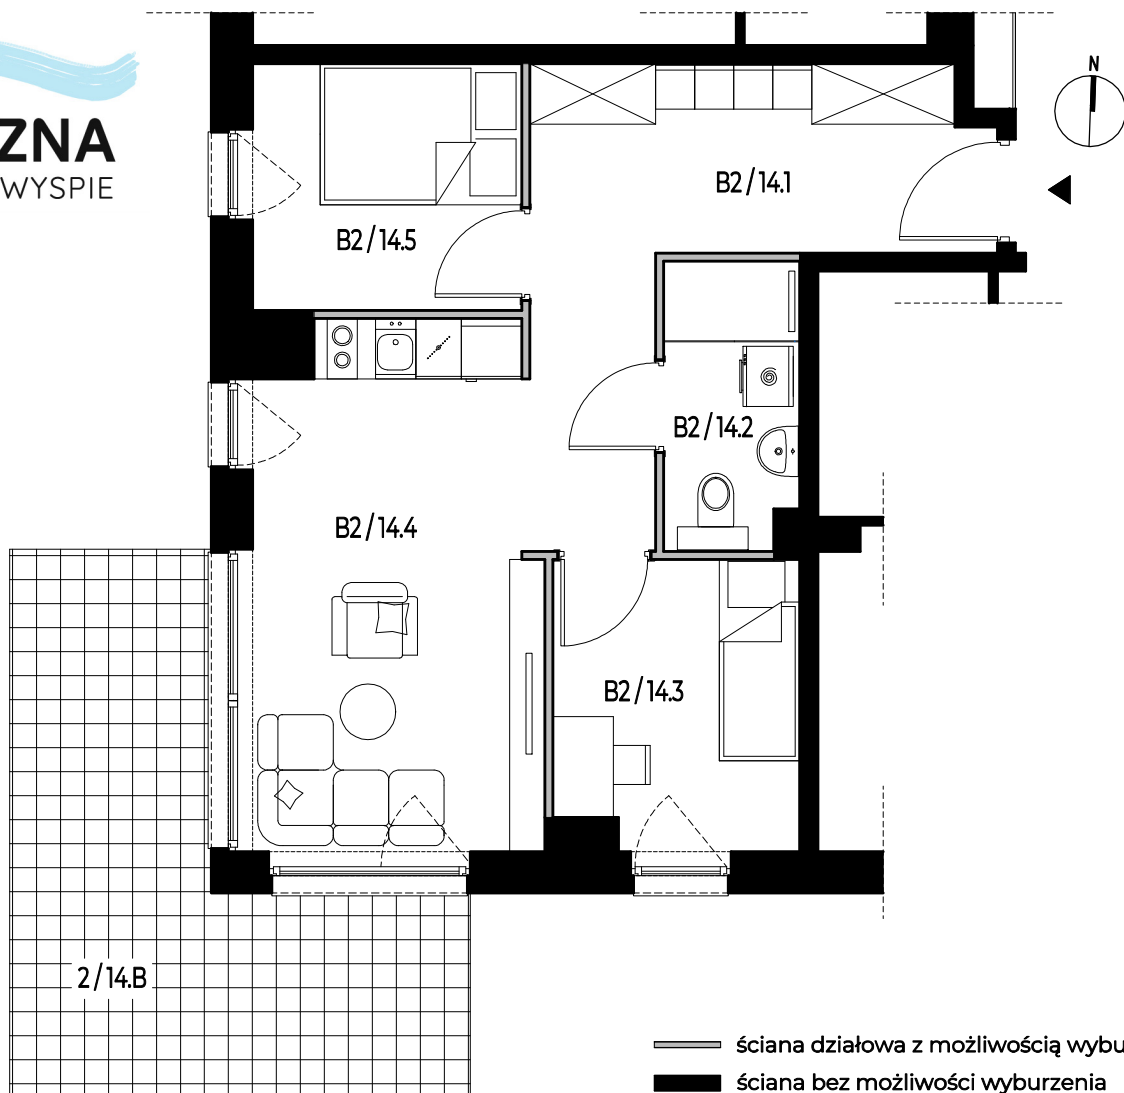 ZNA
WYSPIE
N
B2/14.1
B2/14.5
B2/14.2
B2/14.4
B2/14.3
2/14.B
ściana działowa z możliwością wybu
ściana bez możliwości wyburzenia